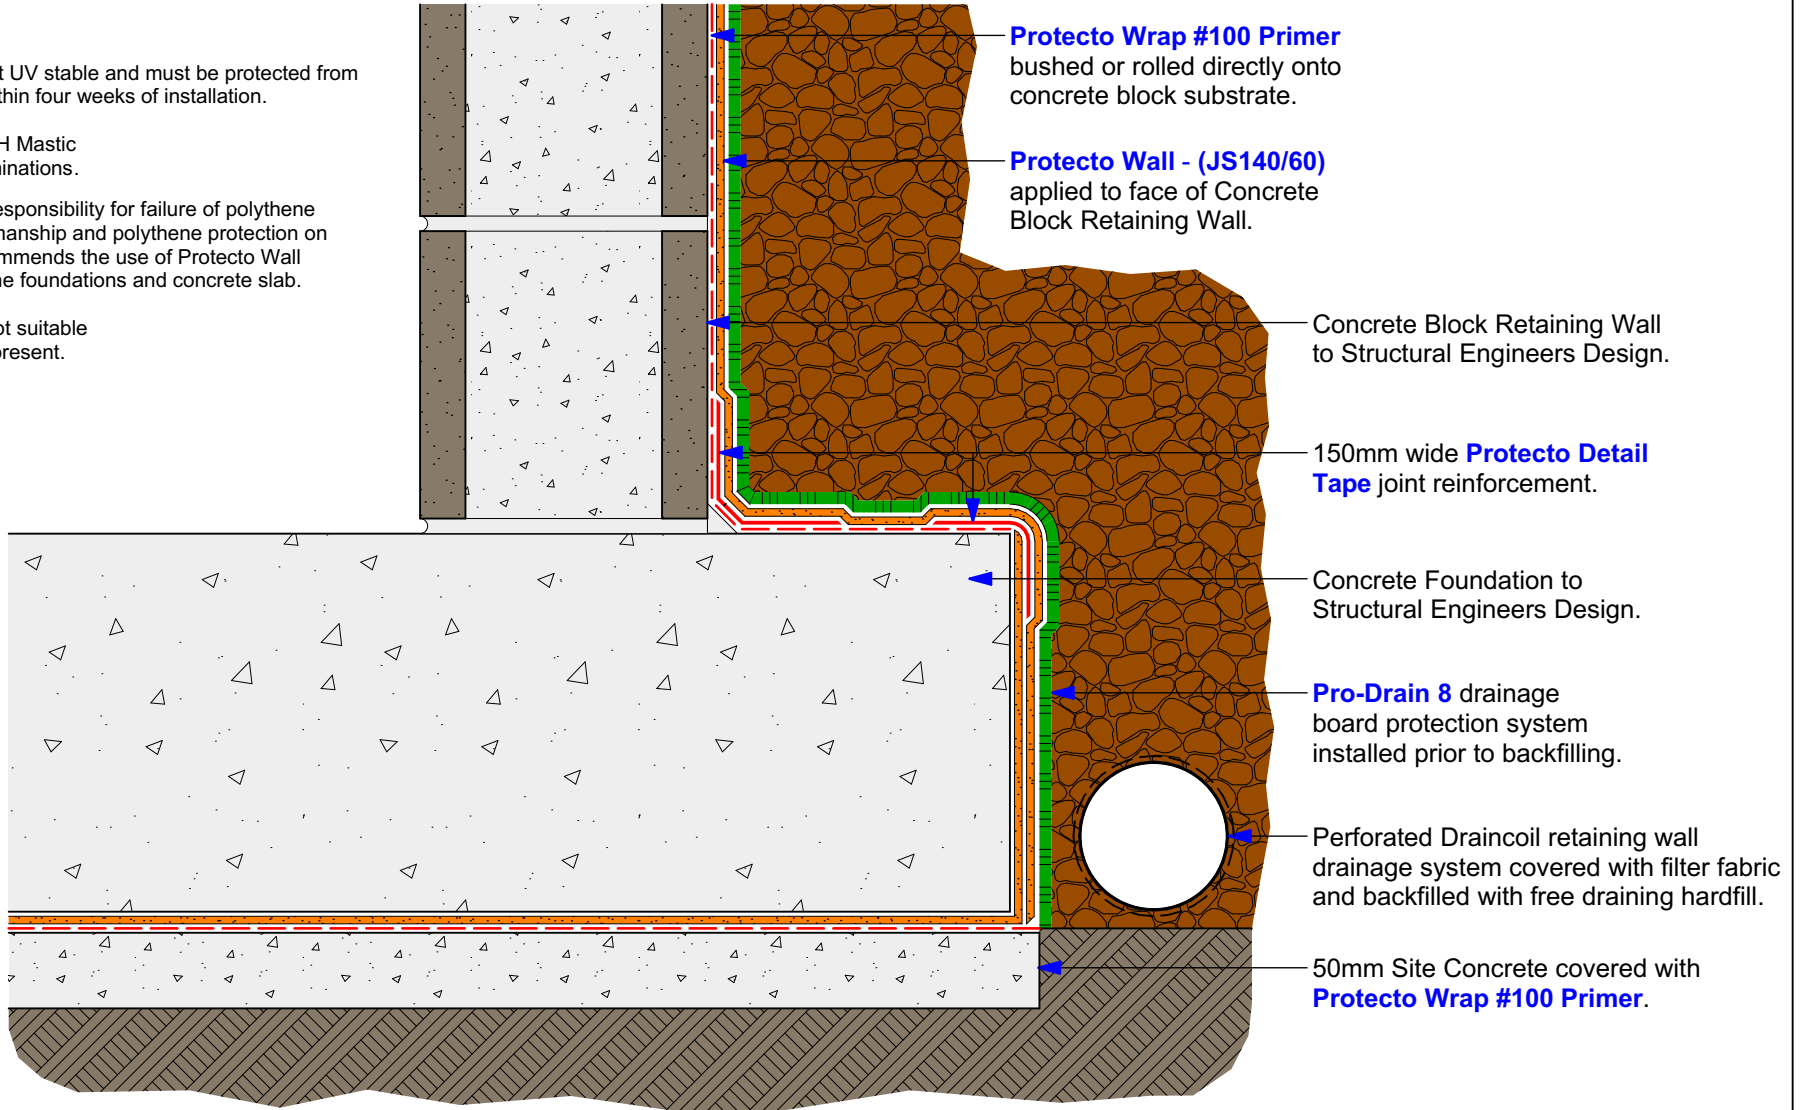 t UV stable and must be protected from
thin four weeks of installation.
H Mastic
inations.
esponsibility for failure of polythene
manship and polythene protection on
mmends the use of Protecto Wall
ne foundations and concrete slab.
ot suitable
present.
Protecto Wrap #100 Primer
bushed or rolled directly onto
concrete block substrate.
Protecto Wall - (JS140/60)
applied to face of Concrete
Block Retaining Wall.
Concrete Block Retaining Wall
to Structural Engineers Design.
150mm wide Protecto Detail
Tape joint reinforcement.
Concrete Foundation to
Structural Engineers Design.
Pro-Drain 8 drainage
board protection system
installed prior to backfilling.
Perforated Draincoil retaining wall
drainage system covered with filter fabric
and backfilled with free draining hardfill.
50mm Site Concrete covered with
Protecto Wrap #100 Primer.